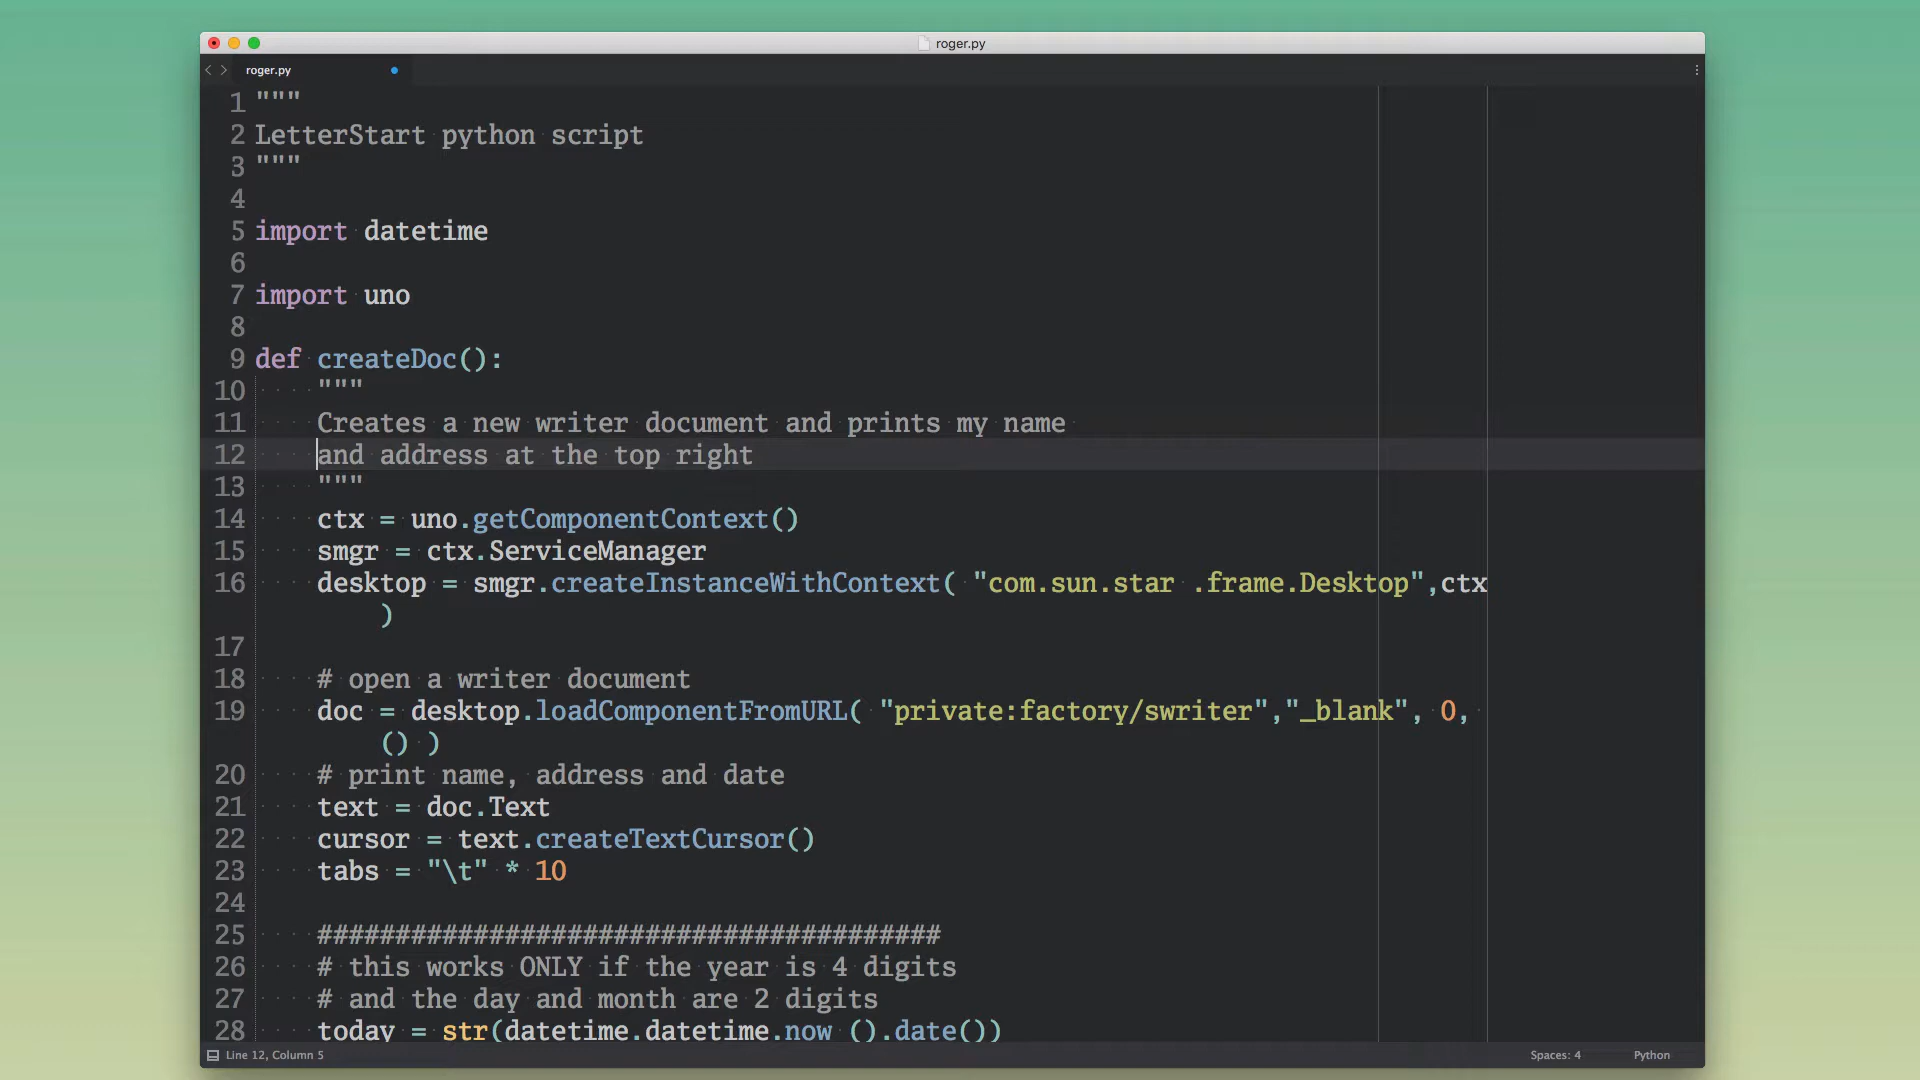 roger.py
roger.py
1 """
2 LetterStart python script
3 """
4
5 import datetime
6
7 import uno
8
9 def createDoc():
10 """
11 Creates a new writer document and prints my name
12 and address at the top right
13 """
14 ctx = uno.getComponentContext()
15 smgr = ctx.ServiceManager
16 desktop = smgr.createInstanceWithContext( "com.sun.star .frame.Desktop",ctx
)
17
18 # open a writer document
19 doc = desktop.loadComponentFromURL( "private:factory/swriter","_blank", 0,
() )
20 # print name, address and date
21 text = doc.Text
22 cursor = text.createTextCursor()
23 tabs = "\t" * 10
24
25 ########################################
26 # this works ONLY if the year is 4 digits
27 # and the day and month are 2 digits
28 today = str(datetime.datetime.now ().date())
Line 12, Column 5 Spaces: 4 Python